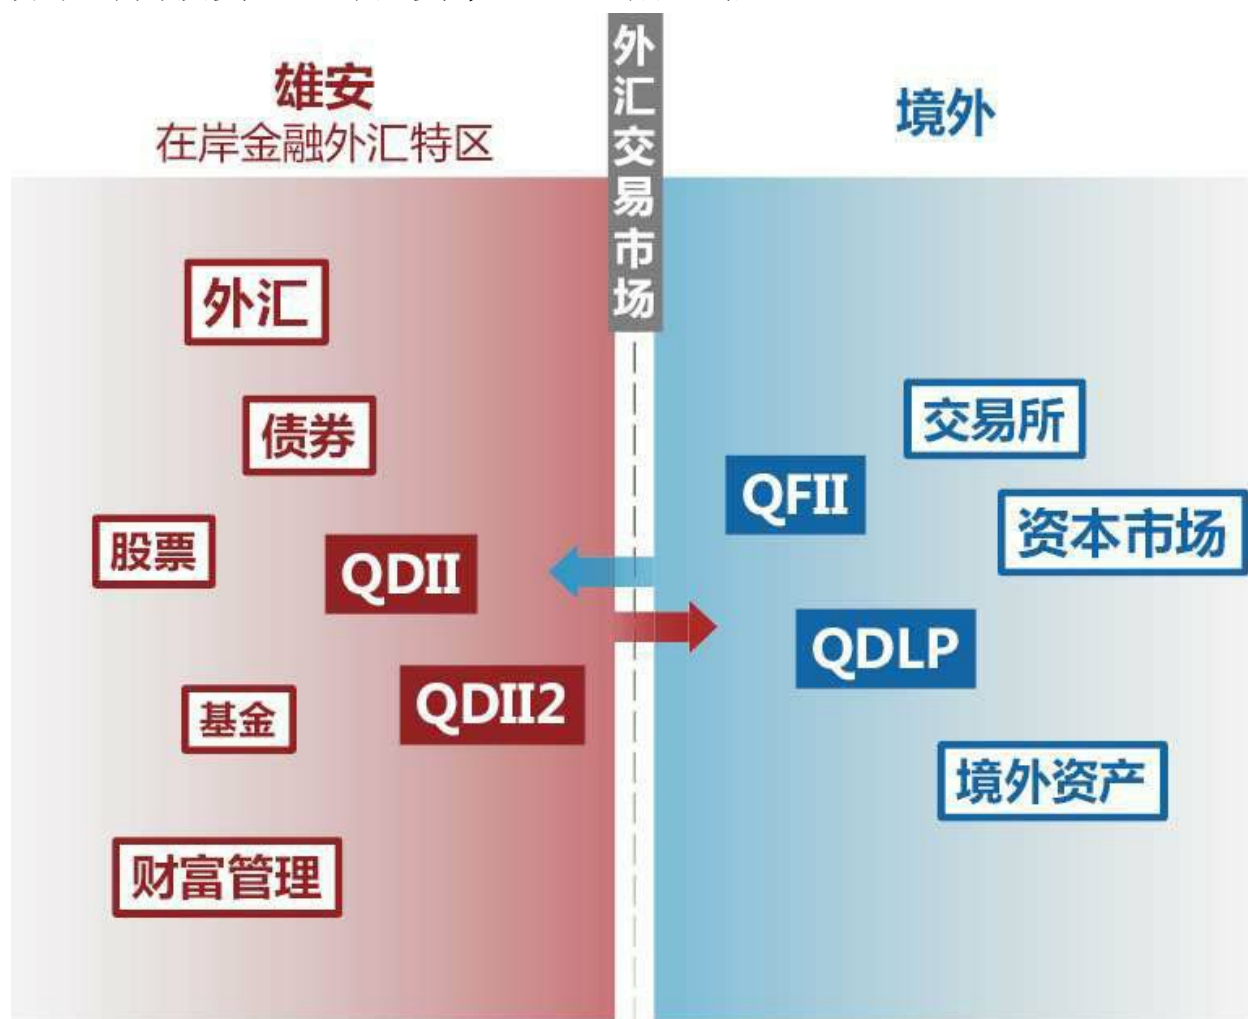 雄安
在岸金融外汇特区
外汇交易市场
境外
外汇
债券
股票
QDII
基金
QDII2
财富管理
交易所
QFII
资本市场
QDLP
境外资产